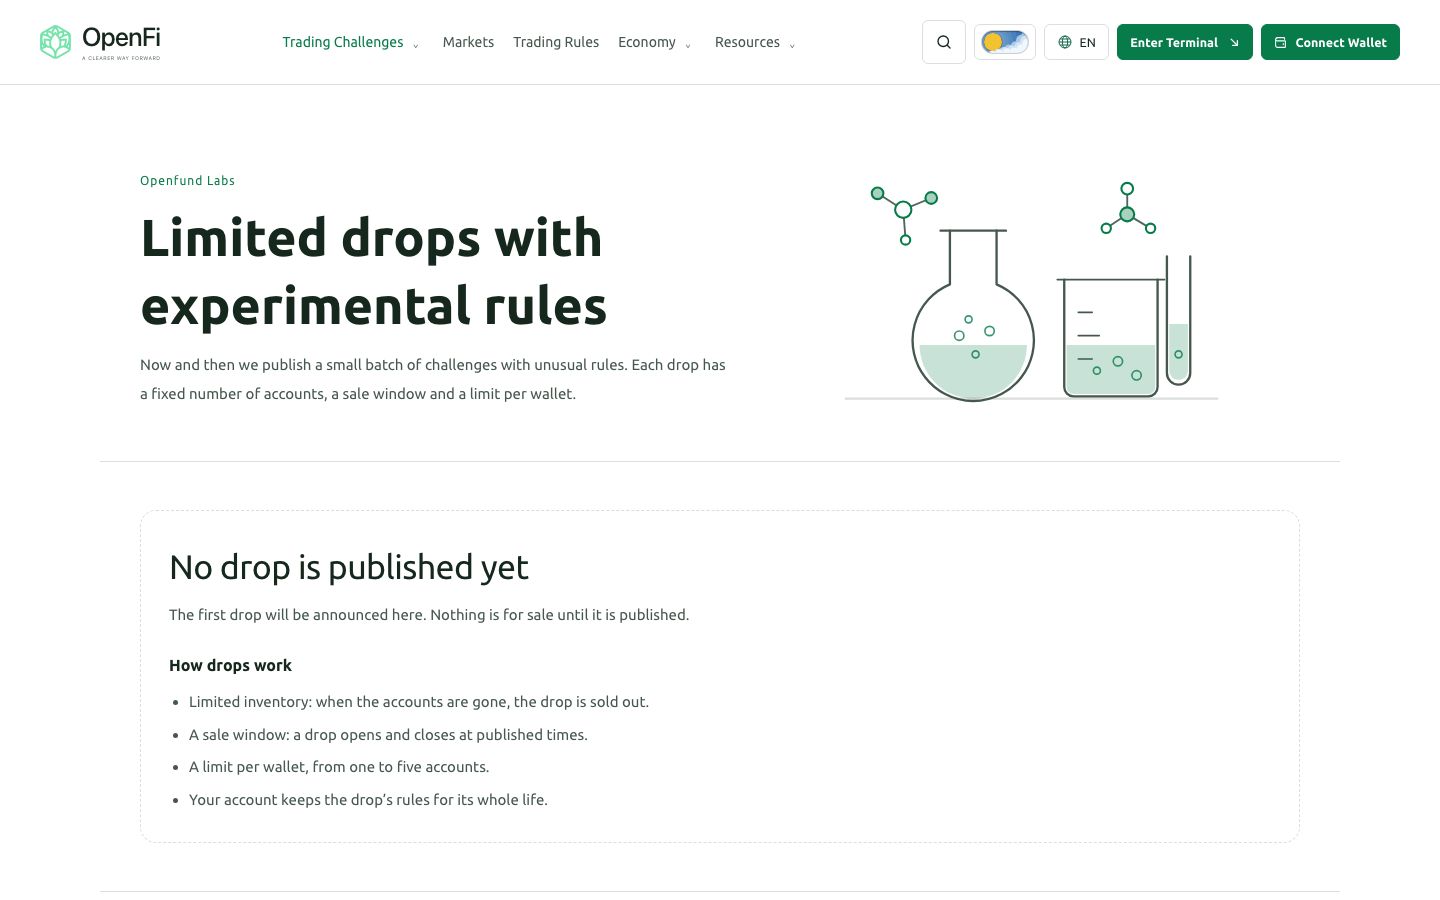 OpenFi
A CLEARER WAY FORWARD
Trading Challenges
Markets
Trading Rules
Economy
Resources
EN
Enter Terminal
Connect Wallet
Openfund Labs
Limited drops with
experimental rules
Now and then we publish a small batch of challenges with unusual rules. Each drop has
a fixed number of accounts, a sale window and a limit per wallet.
No drop is published yet
The first drop will be announced here. Nothing is for sale until it is published.
How drops work
• Limited inventory: when the accounts are gone, the drop is sold out.
• A sale window: a drop opens and closes at published times.
• A limit per wallet, from one to five accounts.
• Your account keeps the drop’s rules for its whole life.